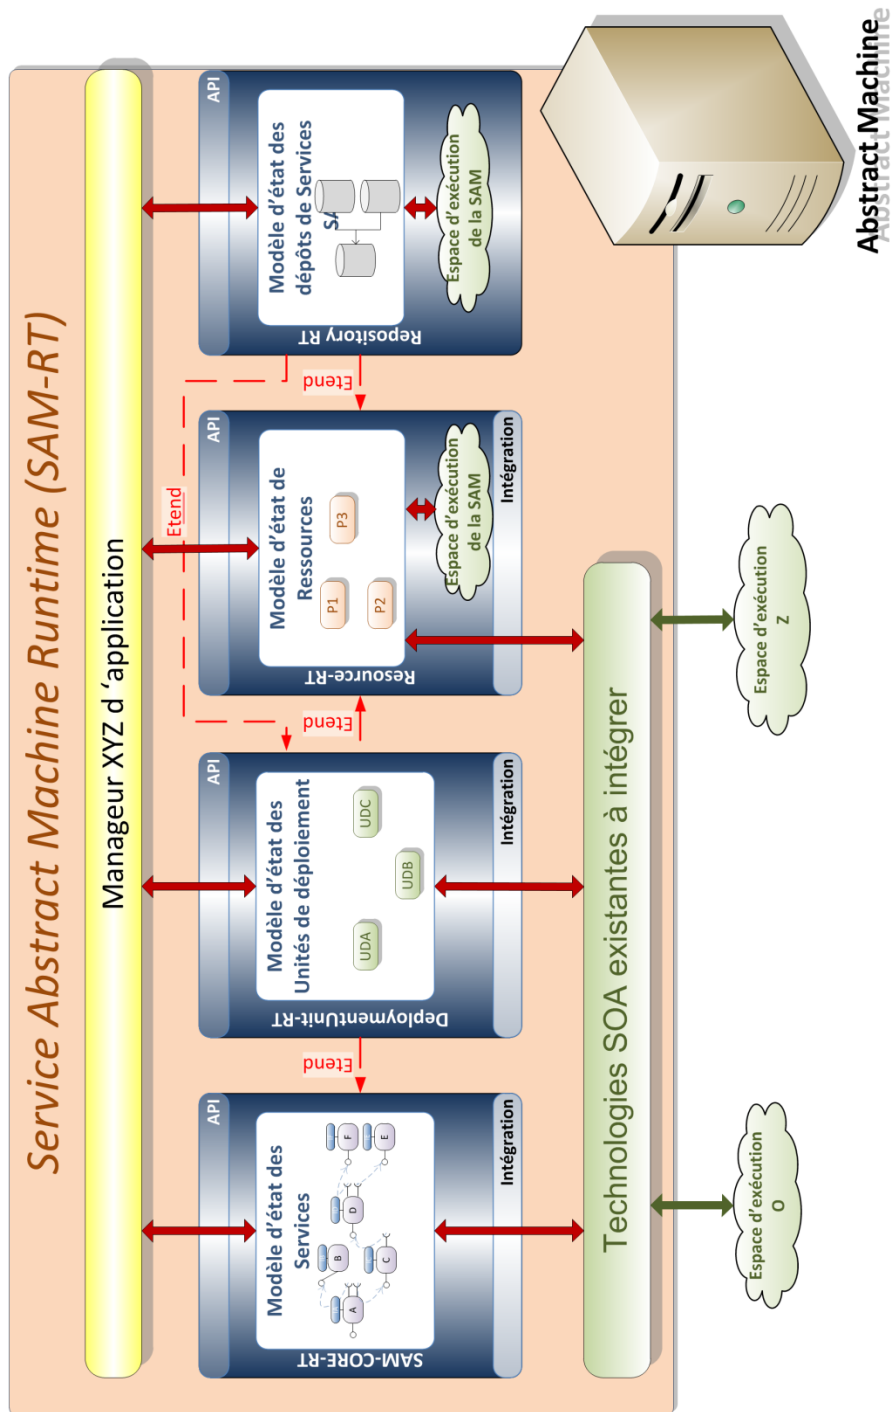 Service Abstract Machine Runtime (SAM-RT)
Manageur XYZ d ‘application
API
SAM-CORE-RT
Modèle d'état des
Services
A
B
C
D
F
E
Intégration
Etend
API
DeploymentUnit-RT
Modèle d'état des
Unités de déploiement
UDA
UDB
UDC
Intégration
Etend
Etend
API
Resource-RT
Modèle d'état de
Ressources
P1
P2
P3
Espace d'exécution
de la SAM
Intégration
Etend
API
Repository RT
Modèle d'état des
dépôts de Services
Espace d'exécution
de la SAM
Technologies SOA existantes à intégrer
Espace d'exécution
O
Espace d'exécution
Z
Abstract Machine